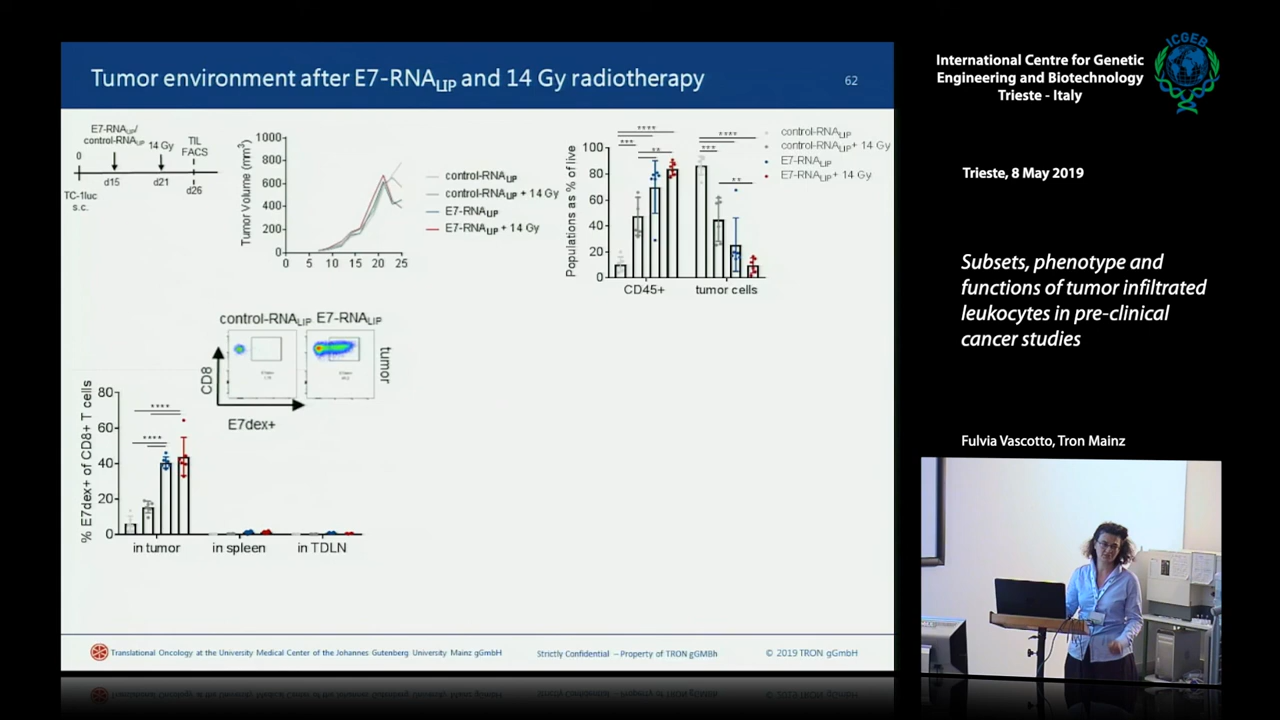 Tumor environment after E7-RNALIP and 14 Gy radiotherapy
62
E7-RNALIP/
control-RNALIP
14 Gy
TIL
FACS
0
d15
d21
d26
TC-1luc
s.c.
Tumor Volume (mm3)
1000
800
600
400
200
0
0 5 10 15 20 25
control-RNALIP
control-RNALIP + 14 Gy
E7-RNALIP
E7-RNALIP + 14 Gy
Populations as % of live
100
80
60
40
20
0
**** *** ** **** *** **
CD45+
tumor cells
control-RNALIP
control-RNALIP + 14 Gy
E7-RNALIP
E7-RNALIP + 14 Gy
control-RNALIP
E7-RNALIP
CD8
tumor
E7dex+
% E7dex+ of CD8+ T cells
80
60
40
20
0
****
****
in tumor
in spleen
in TDLN
Translational Oncology at the University Medical Center of the Johannes Gutenberg University Mainz gGmbH
Strictly Confidential – Property of TRON gGMBh
© 2019 TRON gGmbH
International Centre for Genetic
Engineering and Biotechnology
Trieste - Italy
ICGEB
Trieste, 8 May 2019
Subsets, phenotype and
functions of tumor infiltrated
leukocytes in pre-clinical
cancer studies
Fulvia Vascotto, Tron Mainz